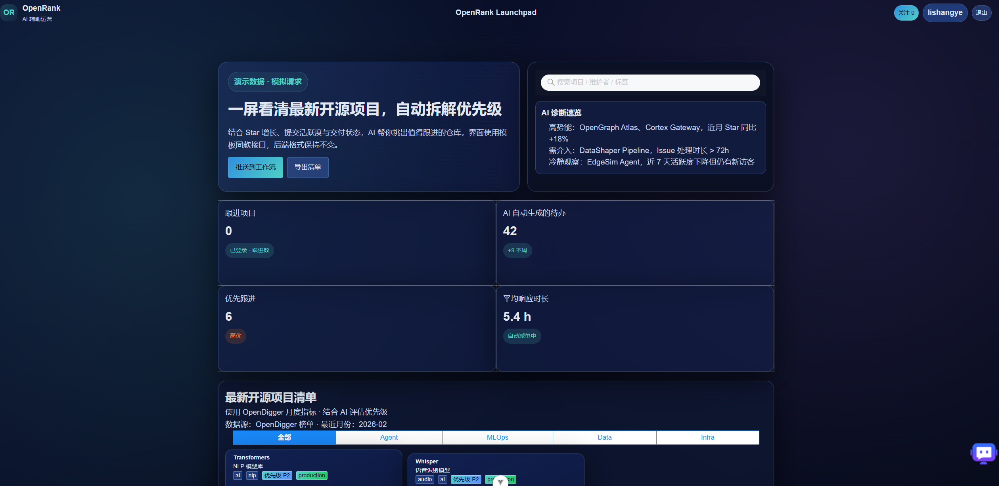 OR
OpenRank
AI 辅助运营
OpenRank Launchpad
关注 0
lishangye
退出
演示数据 · 模拟请求
一屏看清最新开源项目，自动拆解优先级
结合 Star 增长、提交活跃度与交付状态，AI 帮你挑出值得跟进的仓库。界面使用模
板同款接口，后端格式保持不变。
推送到工作流
导出清单
搜索项目 / 维护者 / 标签
AI 诊断速览
高势能：OpenGraph Atlas、Cortex Gateway，近月 Star 同比
+18%
需介入：DataShaper Pipeline，Issue 处理时长 > 72h
冷静观察：EdgeSim Agent，近 7 天活跃度下降但仍有新访客
跟进项目
0
已登录 · 跟进数
AI 自动生成的待办
42
+9 本周
优先跟进
6
高优
平均响应时长
5.4 h
自动派单中
最新开源项目清单
使用 OpenDigger 月度指标 · 结合 AI 评估优先级
数据源：OpenDigger 榜单 · 最近月份：2026-02
全部
Agent
MLOps
Data
Infra
Transformers
NLP 模型库
ai
nlp
优先级 P2
production
Whisper
语音识别模型
audio
ai
优先级 P2